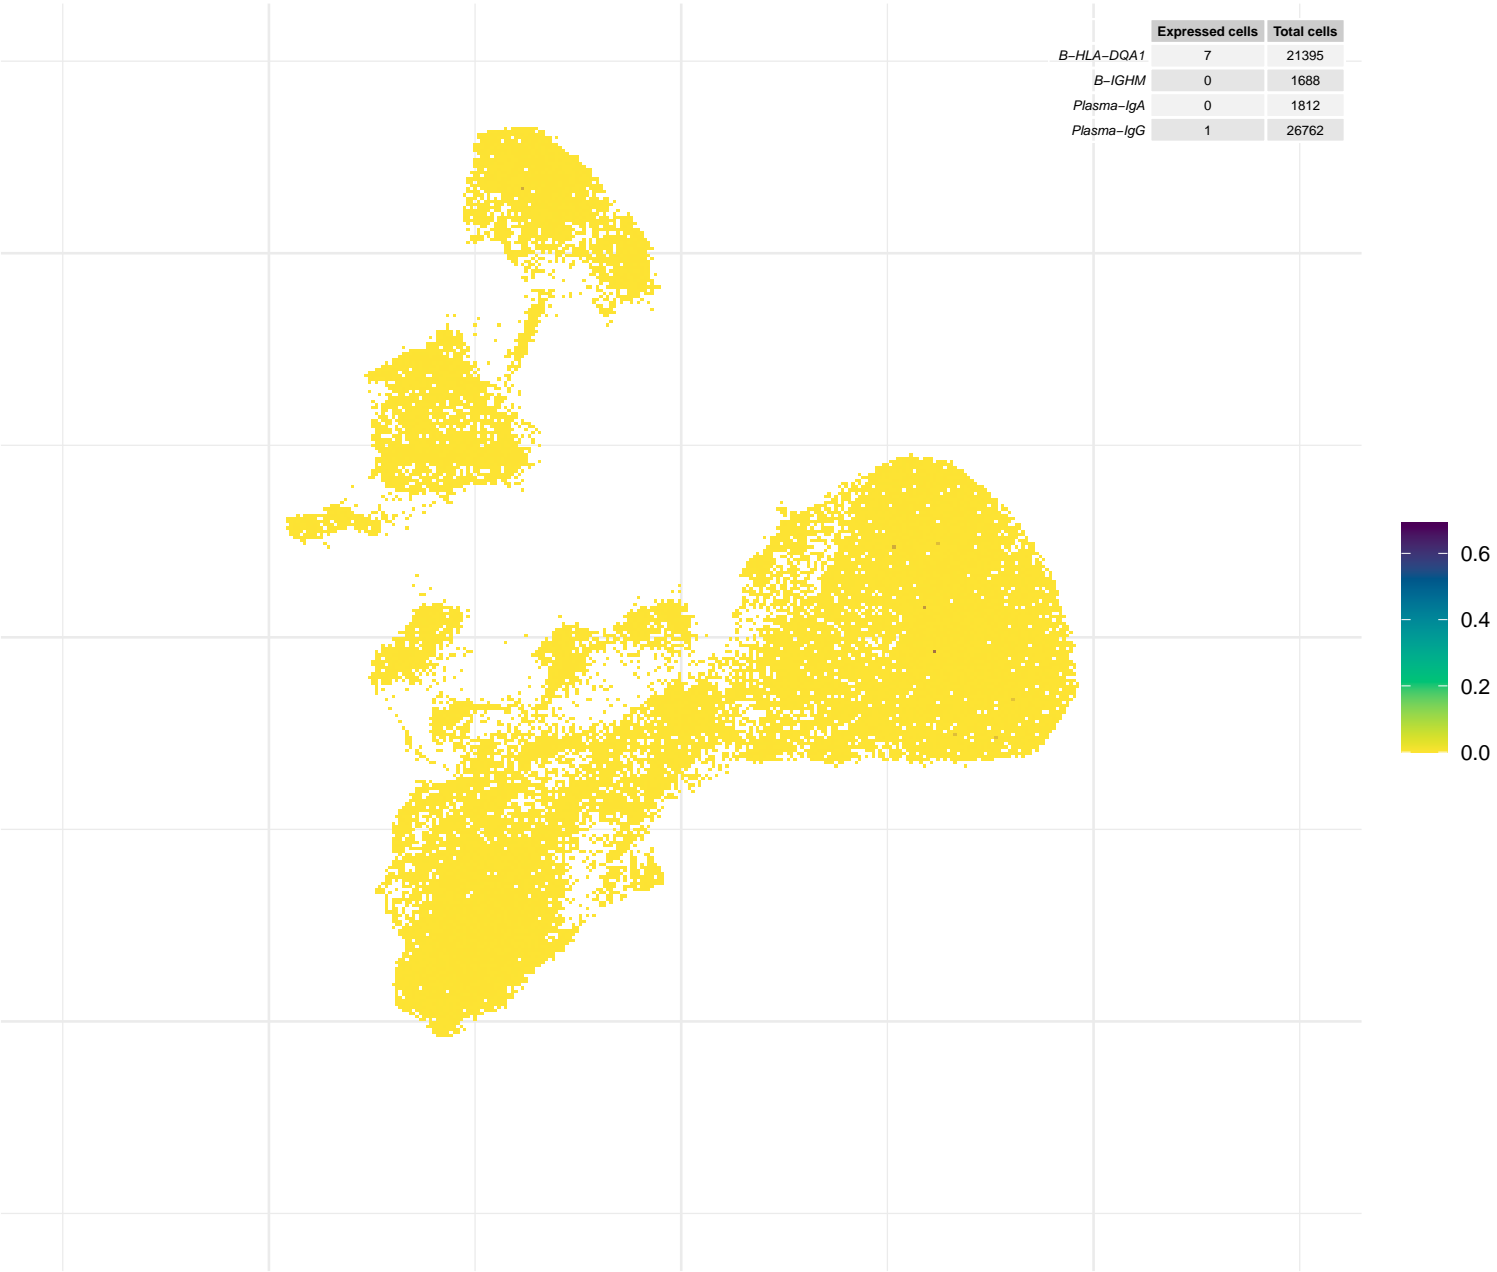 Expressed cells Total cells
B−HLA−DQA1 7 21395
B−IGHM 0 1688
Plasma−IgA 0 1812
Plasma−IgG 1 26762
0.6
0.4
0.2
0.0